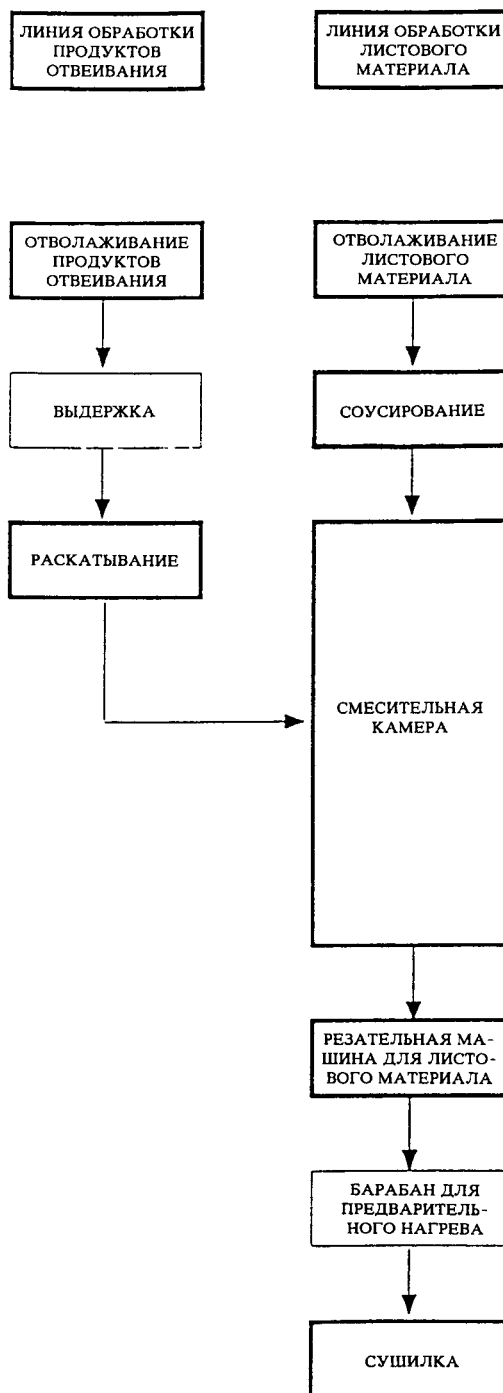 ЛИНИЯ ОБРАБОТКИ
ПРОДУКТОВ
ОТВЕИВАНИЯ
ЛИНИЯ ОБРАБОТКИ
ЛИСТОВОГО
МАТЕРИАЛА
ОТВОЛАЖИВАНИЕ
ПРОДУКТОВ
ОТВЕИВАНИЯ
ОТВОЛАЖИВАНИЕ
ЛИСТОВОГО
МАТЕРИАЛА
ВЫДЕРЖКА
СОУСИРОВАНИЕ
РАСКАТЫВАНИЕ
СМЕСИТЕЛЬНАЯ
КАМЕРА
РЕЗАТЕЛЬНАЯ МА-
ШИНА ДЛЯ ЛИСТО-
ВОГО МАТЕРИАЛА
БАРАБАН ДЛЯ
ПРЕДВАРИТЕЛЬ-
НОГО НАГРЕВА
СУШИЛКА